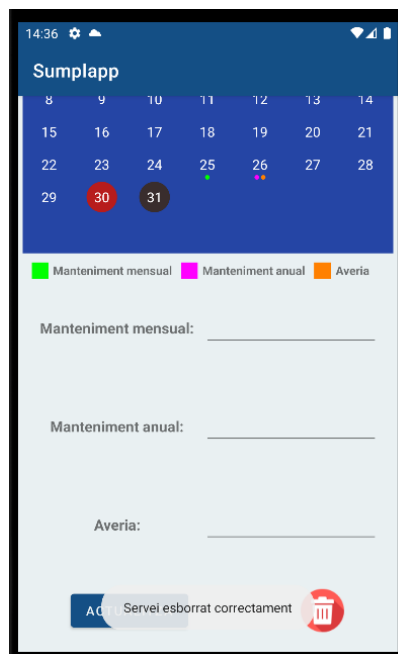 14:36
Sumplapp
8 9 10 11 12 13 14
15 16 17 18 19 20 21
22 23 24 25 26 27 28
29 30 31
Manteniment mensual Manteniment anual Averia
Manteniment mensual:
Manteniment anual:
Averia:
Servei esborrat correctament